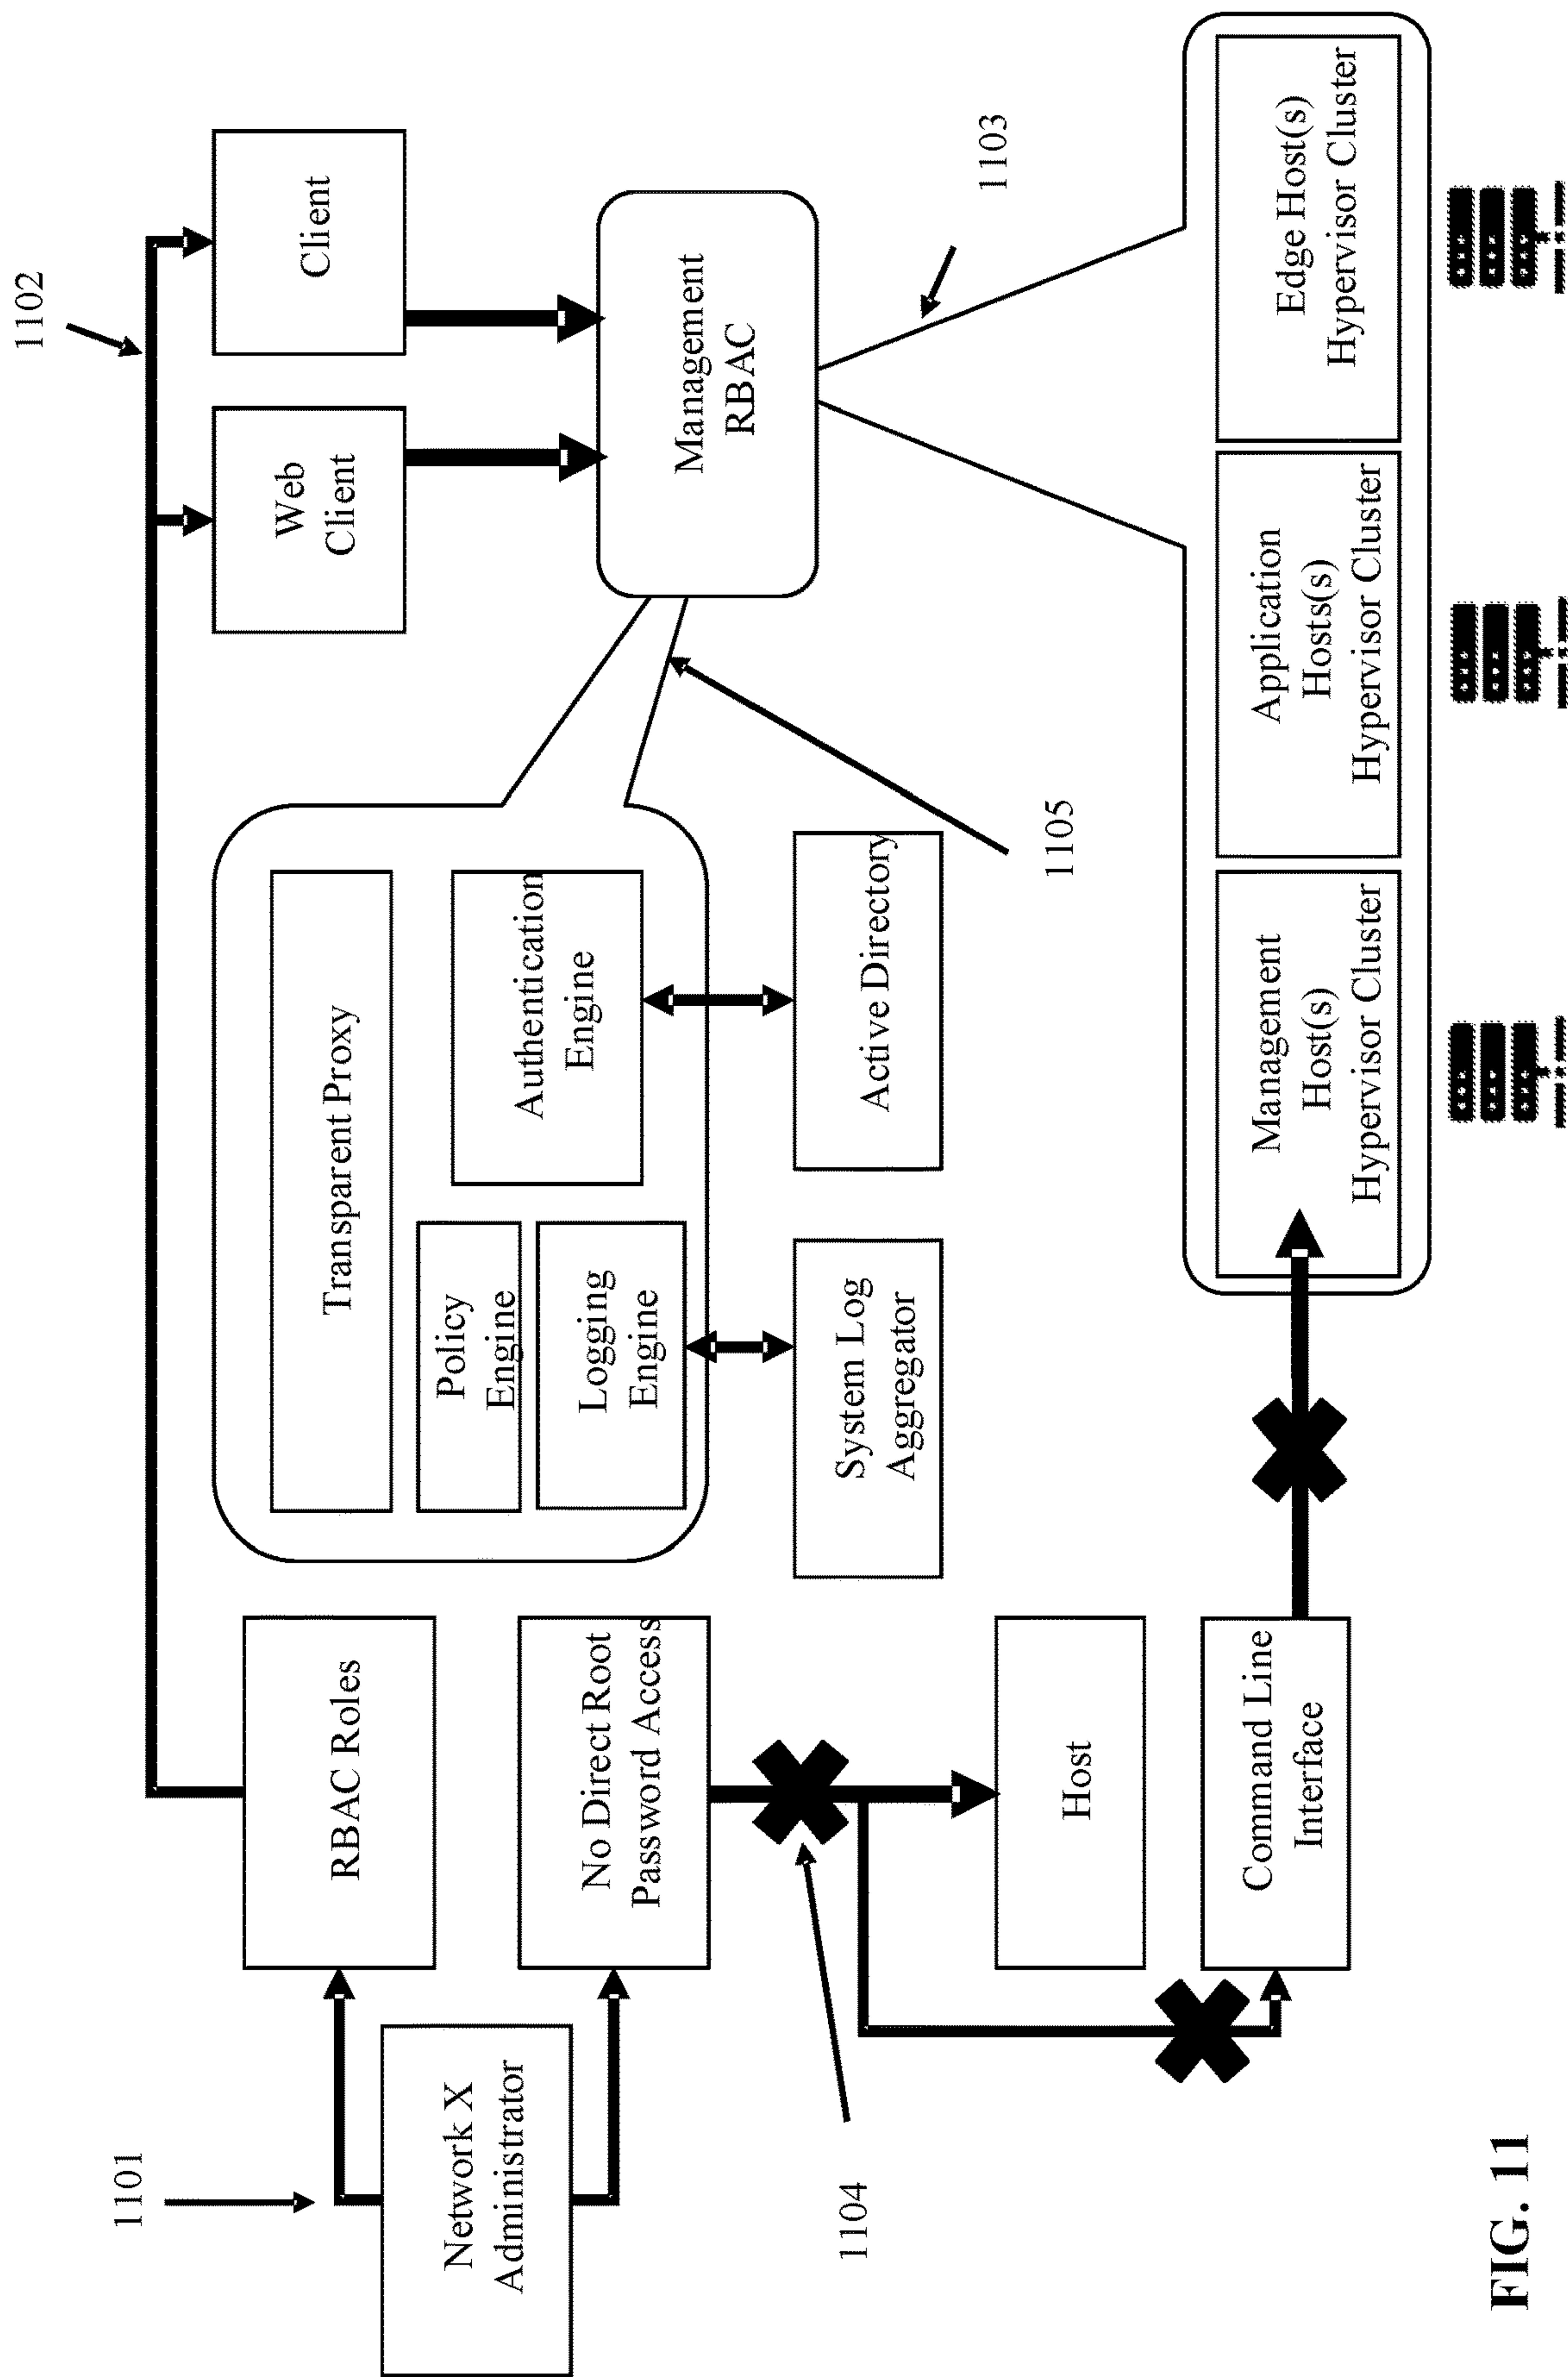 1101
Network X
Administrator
RBAC Roles
No Direct Root
Password Access
1104
Host
Command Line
Interface
1102
Transparent Proxy
Policy
Engine
Logging
Engine
Authentication
Engine
System Log
Aggregator
Active Directory
1105
Web
Client
Client
Management
RBAC
1103
Management
Host(s)
Hypervisor Cluster
Application
Hosts(s)
Hypervisor Cluster
Edge Host(s)
Hypervisor Cluster
FIG. 11